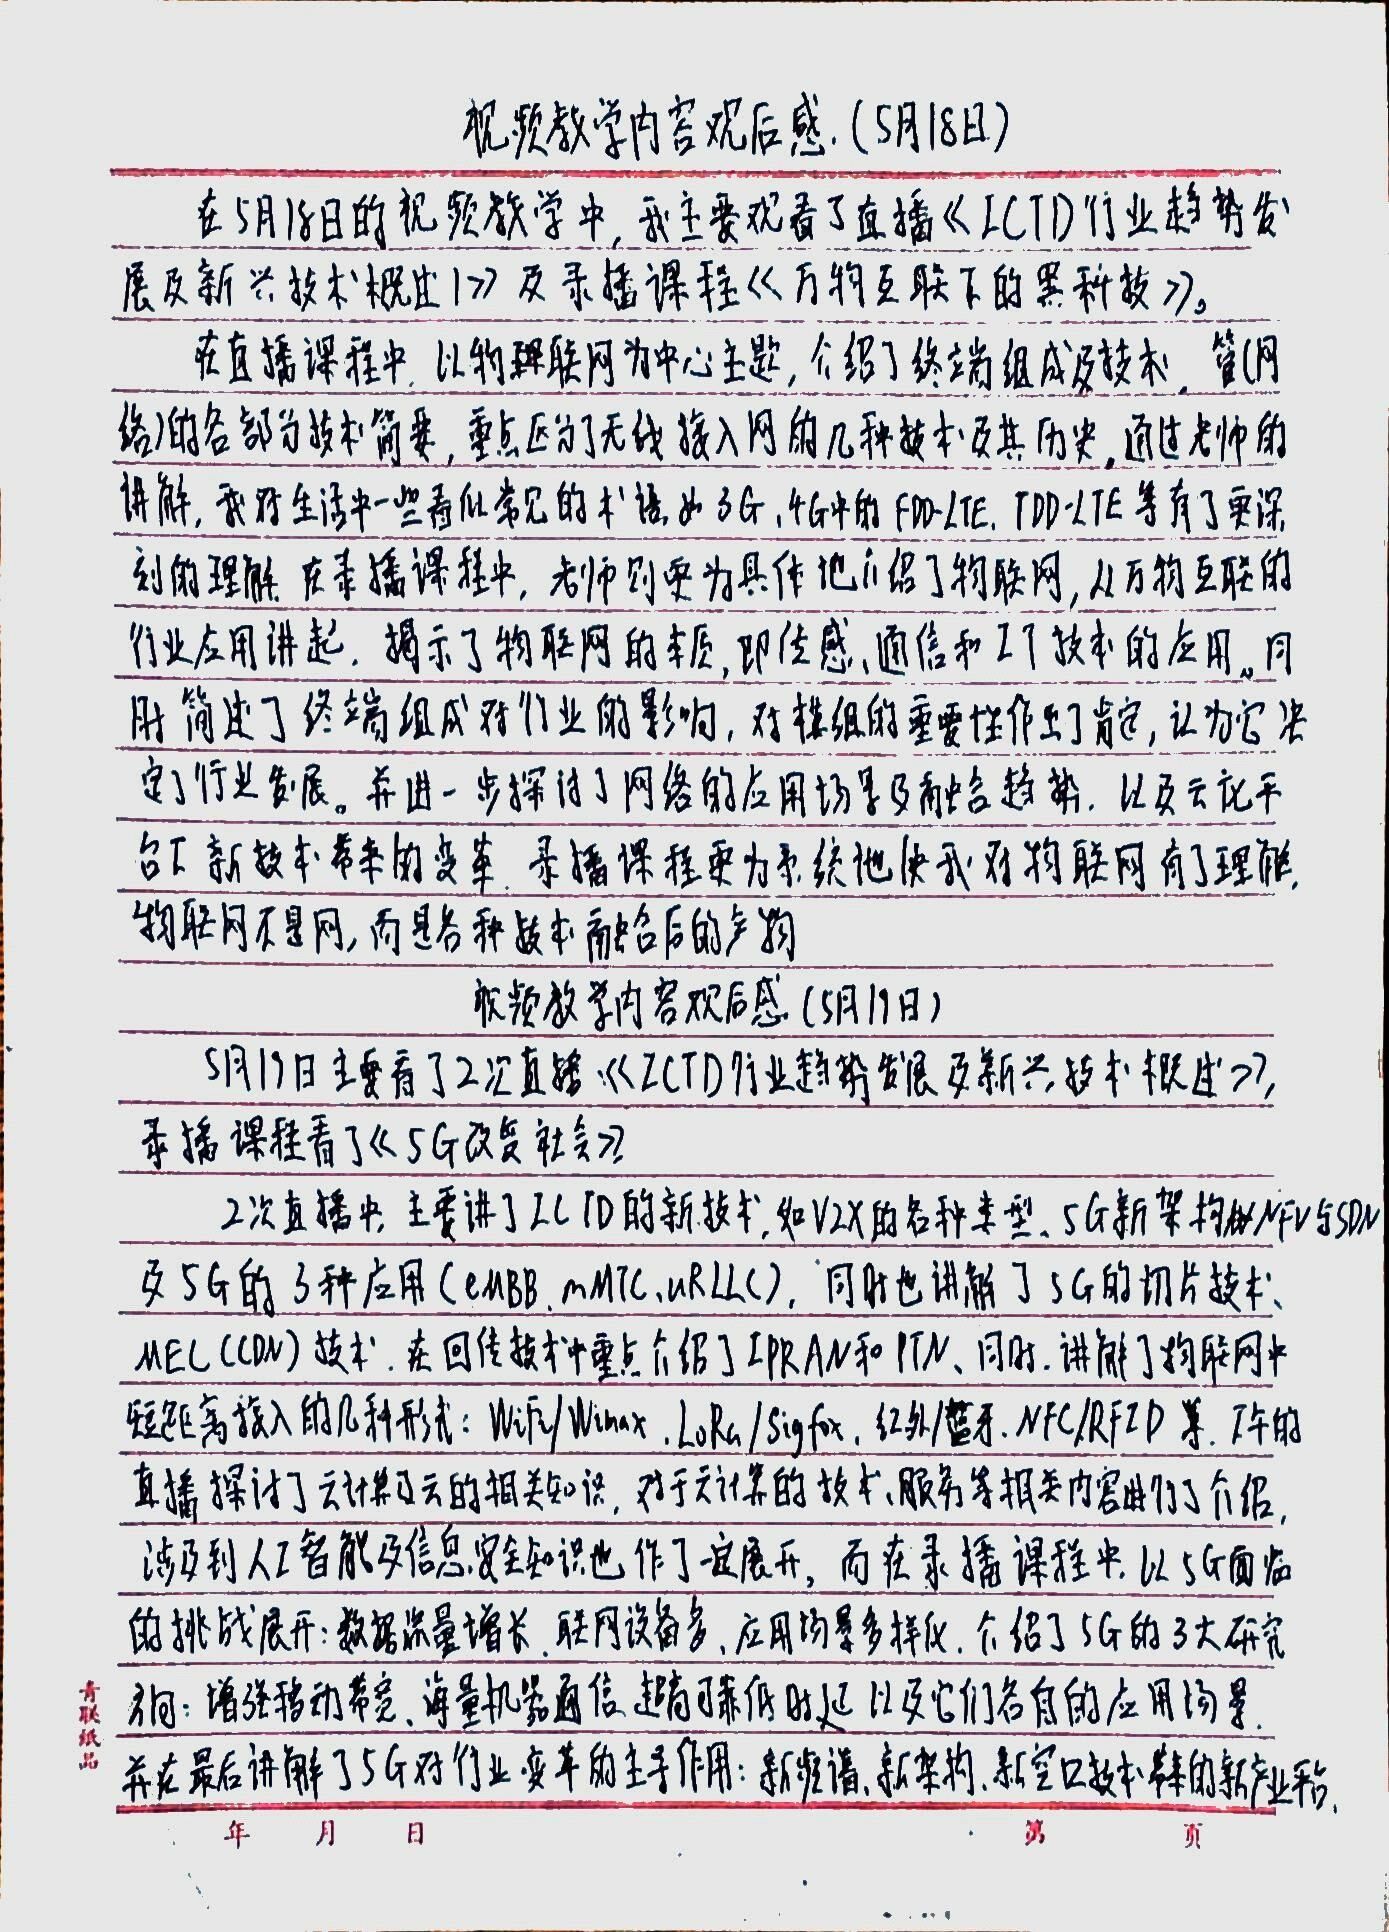 视频教学内容观后感.(5月18日)
在5月18日的视频教学中,我主要观看了直播《ICTD行业趋势发
展及新兴技术概述1》及录播课程《万物互联下的黑科技》。
在直播课程中,以物理联网为中心主题,介绍了终端组成及技术,管(网
络)的各部分技术简要,重点区分了无线接入网的几种技术及其历史,通过老师的
讲解,我对生活中一些看似常见的术语,如3G、4G中的FDD-LTE、TDD-LTE等有了更深
刻的理解.在录播课程中,老师则更为具体地介绍了物联网,从万物互联的
行业应用讲起.揭示了物联网的本质,即传感、通信和IT技术的应用。同
时简述了终端组成对行业的影响,对模组的重要性作出了肯定,认为它决
定了行业发展。并进一步探讨了网络的应用场景及融合趋势.以及云化平
台下新技术带来的变革.录播课程更为系统地使我对物联网有了理解,
物联网不是网,而是各种技术融合后的产物
视频教学内容观后感(5月19日)
5月19日主要看了2次直播《ICTD行业趋势发展及新兴技术概述》,
录播课程看了《5G改变社会》
2次直播中,主要讲了ICTD的新技术,如V2X的各种类型、5G新架构NFV与SDN
及5G的3种应用(eMBB、mMTC、uRLLC),同时也讲解了5G的切片技术、
MEC(CDN)技术.在回传技术中重点介绍了IPRAN和PTN、同时.讲解了物联网中
短距离接入的几种形式:WiFi/Wimax、LoRa/Sigfox、红外/蓝牙、NFC/RFID等.下午的
直播探讨了云计算及云的相关知识,对于云计算的技术、服务等相关内容进行了介绍,
涉及到人工智能及信息安全知识也作了一定展开,而在录播课程中.以5G面临
的挑战展开:数据流量增长、联网设备多、应用场景多样化.介绍了5G的3大研究
方向:增强移动带宽、海量机器通信、超高可靠低时延以及它们各自的应用场景.
并在最后讲解了5G对行业变革的主导作用:新频谱、新架构、新空口技术带来的新产业平台.
青联纸品
年 月 日 第 页